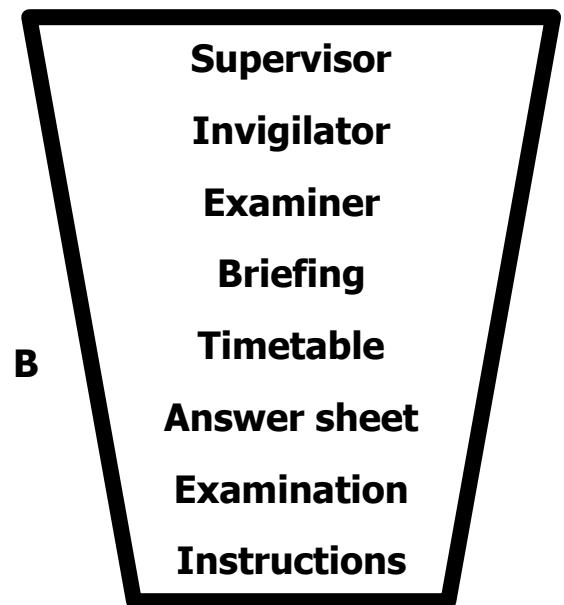 Supervisor
Invigilator
Examiner
Briefing
Timetable
B
Answer sheet
Examination
Instructions